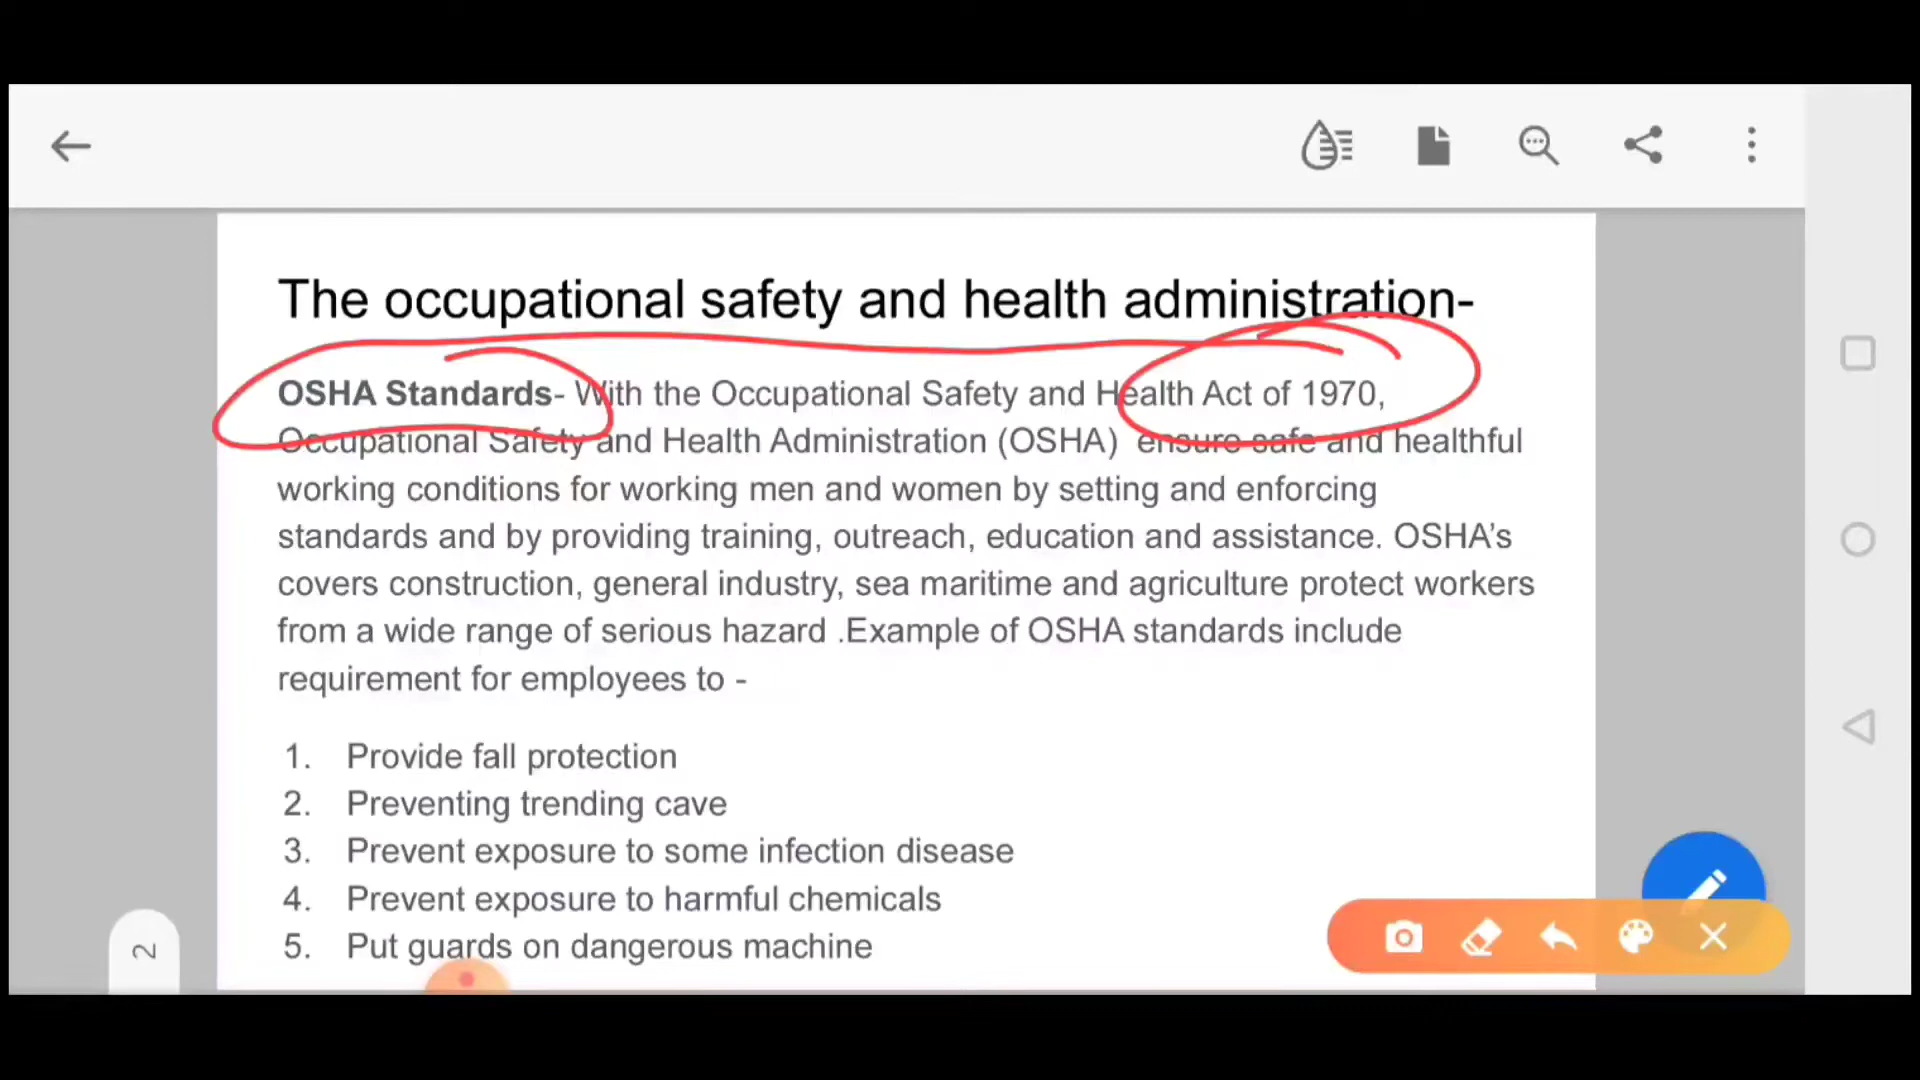 The occupational safety and health administration-
OSHA Standards- With the Occupational Safety and Health Act of 1970,
Occupational Safety and Health Administration (OSHA) ensure safe and healthful
working conditions for working men and women by setting and enforcing
standards and by providing training, outreach, education and assistance. OSHA’s
covers construction, general industry, sea maritime and agriculture protect workers
from a wide range of serious hazard .Example of OSHA standards include
requirement for employees to -
1. Provide fall protection
2. Preventing trending cave
3. Prevent exposure to some infection disease
4. Prevent exposure to harmful chemicals
5. Put guards on dangerous machine
2